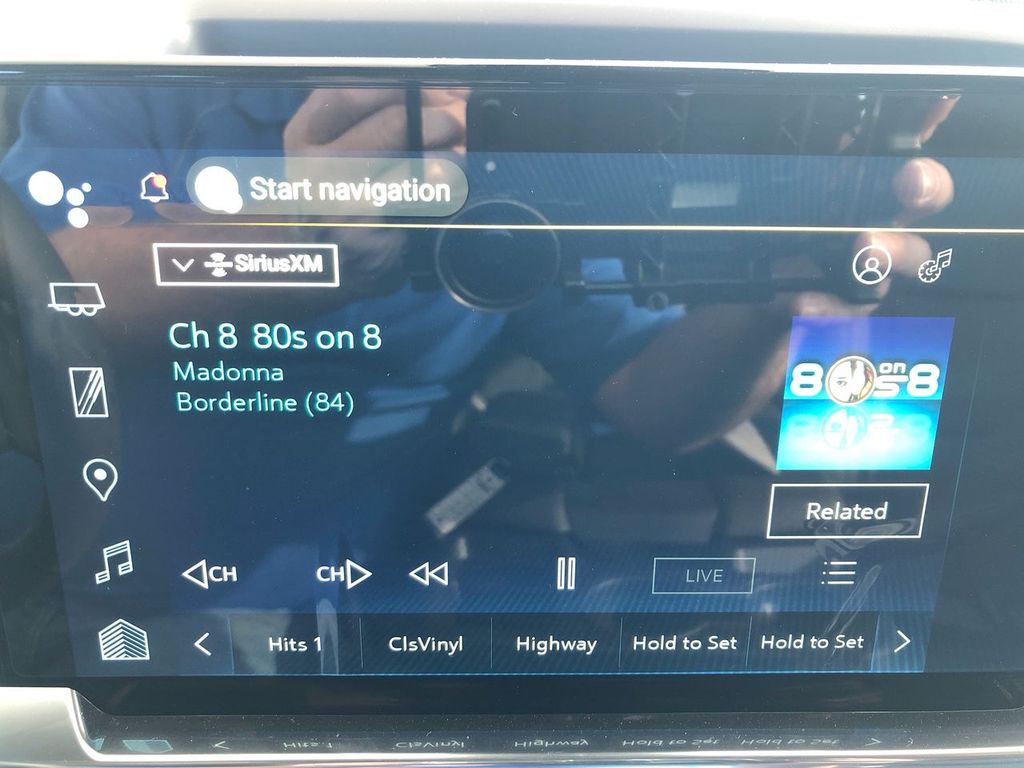 Start navigation
SiriusXM
Ch 8 80s on 8
Madonna
Borderline (84)
8 on s 8
Related
CH
CH
LIVE
Hits 1
ClsVinyl
Highway
Hold to Set
Hold to Set